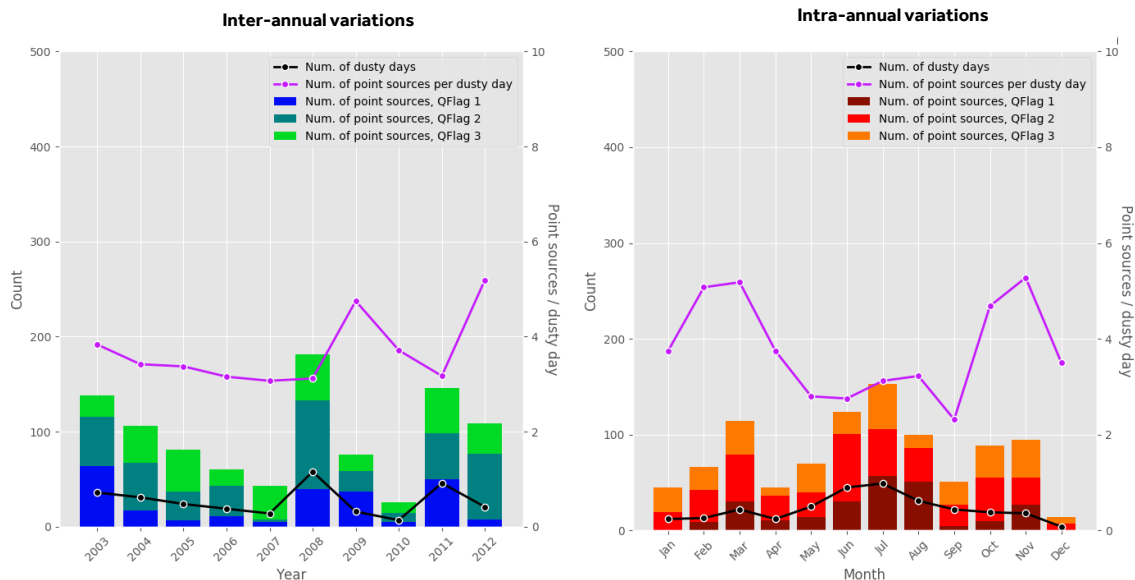 Inter-annual variations
500
400
300
200
100
0
Count
10
8
6
4
2
0
Point sources / dusty day
Num. of dusty days
Num. of point sources per dusty day
Num. of point sources, QFlag 1
Num. of point sources, QFlag 2
Num. of point sources, QFlag 3
2003
2004
2005
2006
2007
2008
2009
2010
2011
2012
Year
Intra-annual variations
500
400
300
200
100
0
Count
10
8
6
4
2
0
Point sources / dusty day
Num. of dusty days
Num. of point sources per dusty day
Num. of point sources, QFlag 1
Num. of point sources, QFlag 2
Num. of point sources, QFlag 3
Jan
Feb
Mar
Apr
May
Jun
Jul
Aug
Sep
Oct
Nov
Dec
Month